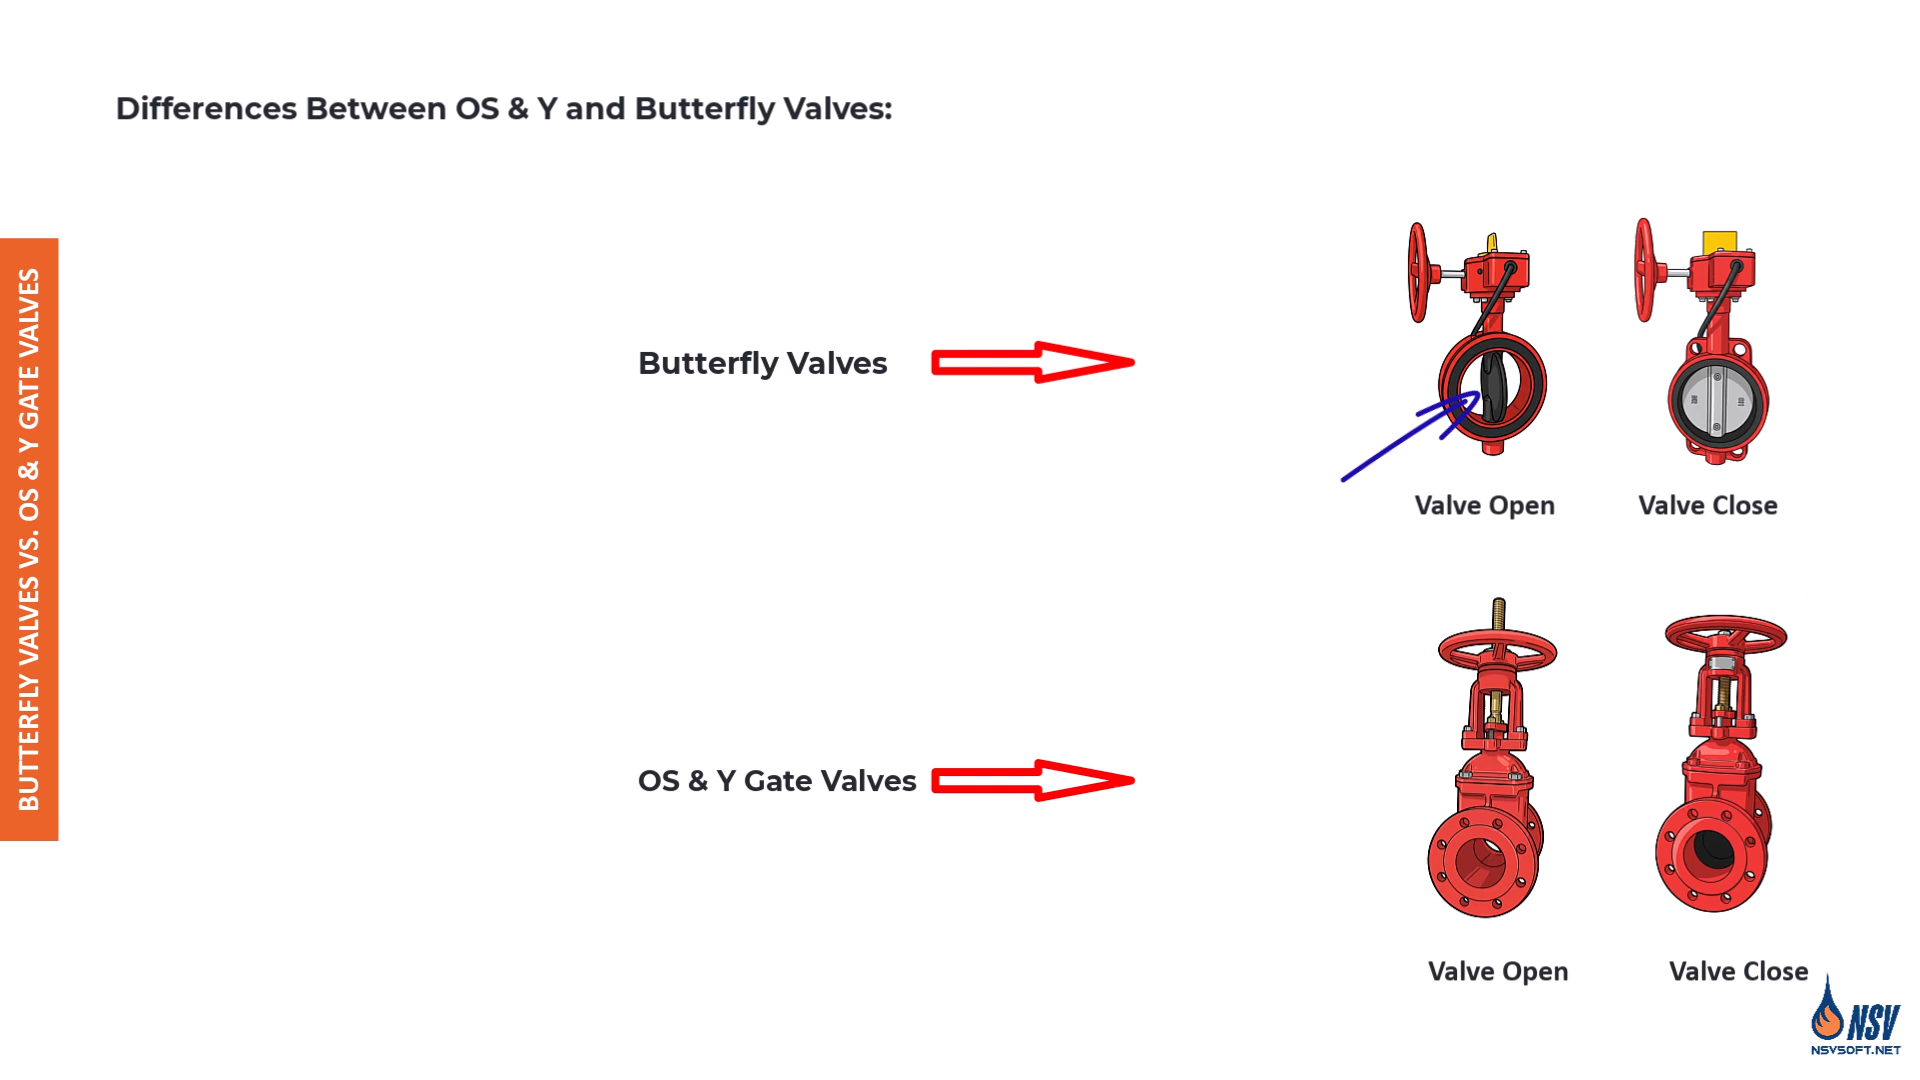 Differences Between OS & Y and Butterfly Valves:
BUTTERFLY VALVES VS. OS & Y GATE VALVES
Butterfly Valves
Valve Open
Valve Close
OS & Y Gate Valves
Valve Open
Valve Close
NSV
NSVSOFT.NET